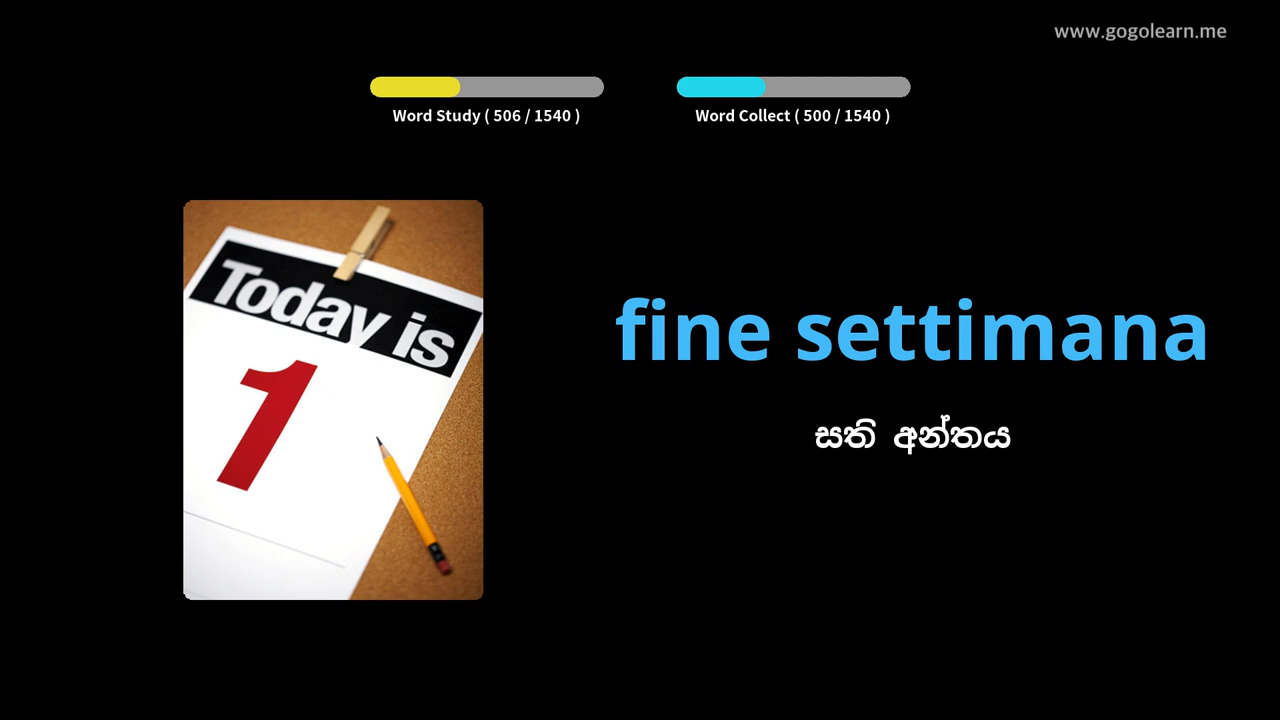 www.gogolearn.me
Word Study ( 506 / 1540 )
Word Collect ( 500 / 1540 )
Today is
1
fine settimana
සති අන්තය